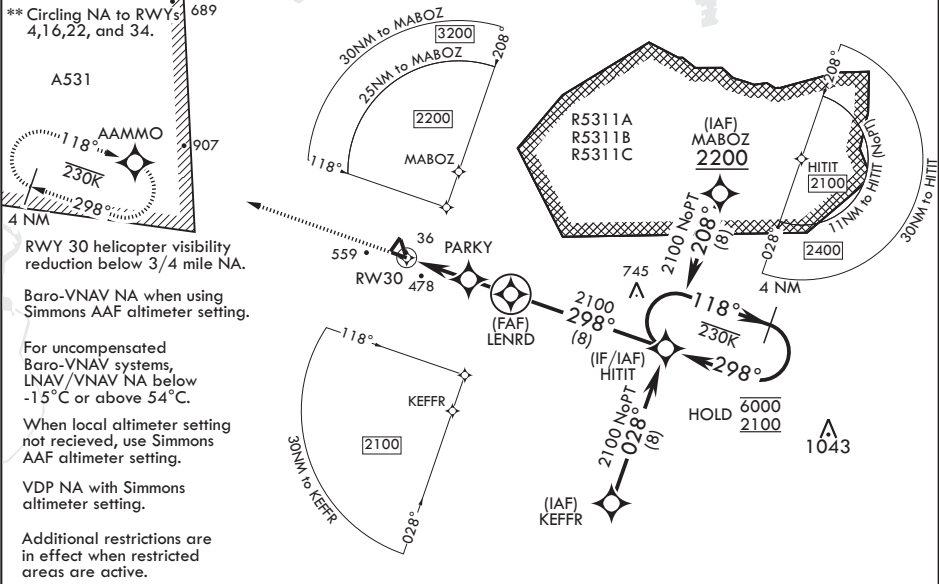 ** Circling NA to RWYs
4,16,22, and 34.
689
A531
AAMMO
118°
230K
298°
4 NM
907
RWY 30 helicopter visibility
reduction below 3/4 mile NA.
Baro-VNAV NA when using
Simmons AAF altimeter setting.
For uncompensated
Baro-VNAV systems,
LNAV/VNAV NA below
-15°C or above 54°C.
When local altimeter setting
not recieved, use Simmons
AAF altimeter setting.
VDP NA with Simmons
altimeter setting.
Additional restrictions are
in effect when restricted
areas are active.
30NM to MABOZ
3200
208°
25NM to MABOZ
2200
MABOZ
118°
R5311A
R5311B
R5311C
(IAF)
MABOZ
2200
2100 NoPT
208°
(8)
208°
HITIT
2100
11NM to HITIT (NoPT)
30NM to HITIT
028°
2400
559
36
RW30
478
PARKY
(FAF)
LENRD
2100
298°
(8)
745
4 NM
118°
230K
298°
(IF/IAF)
HITIT
HOLD
6000
2100
1043
2100 NoPT
028°
(8)
(IAF)
KEFFR
118°
KEFFR
2100
30NM to KEFFR
028°